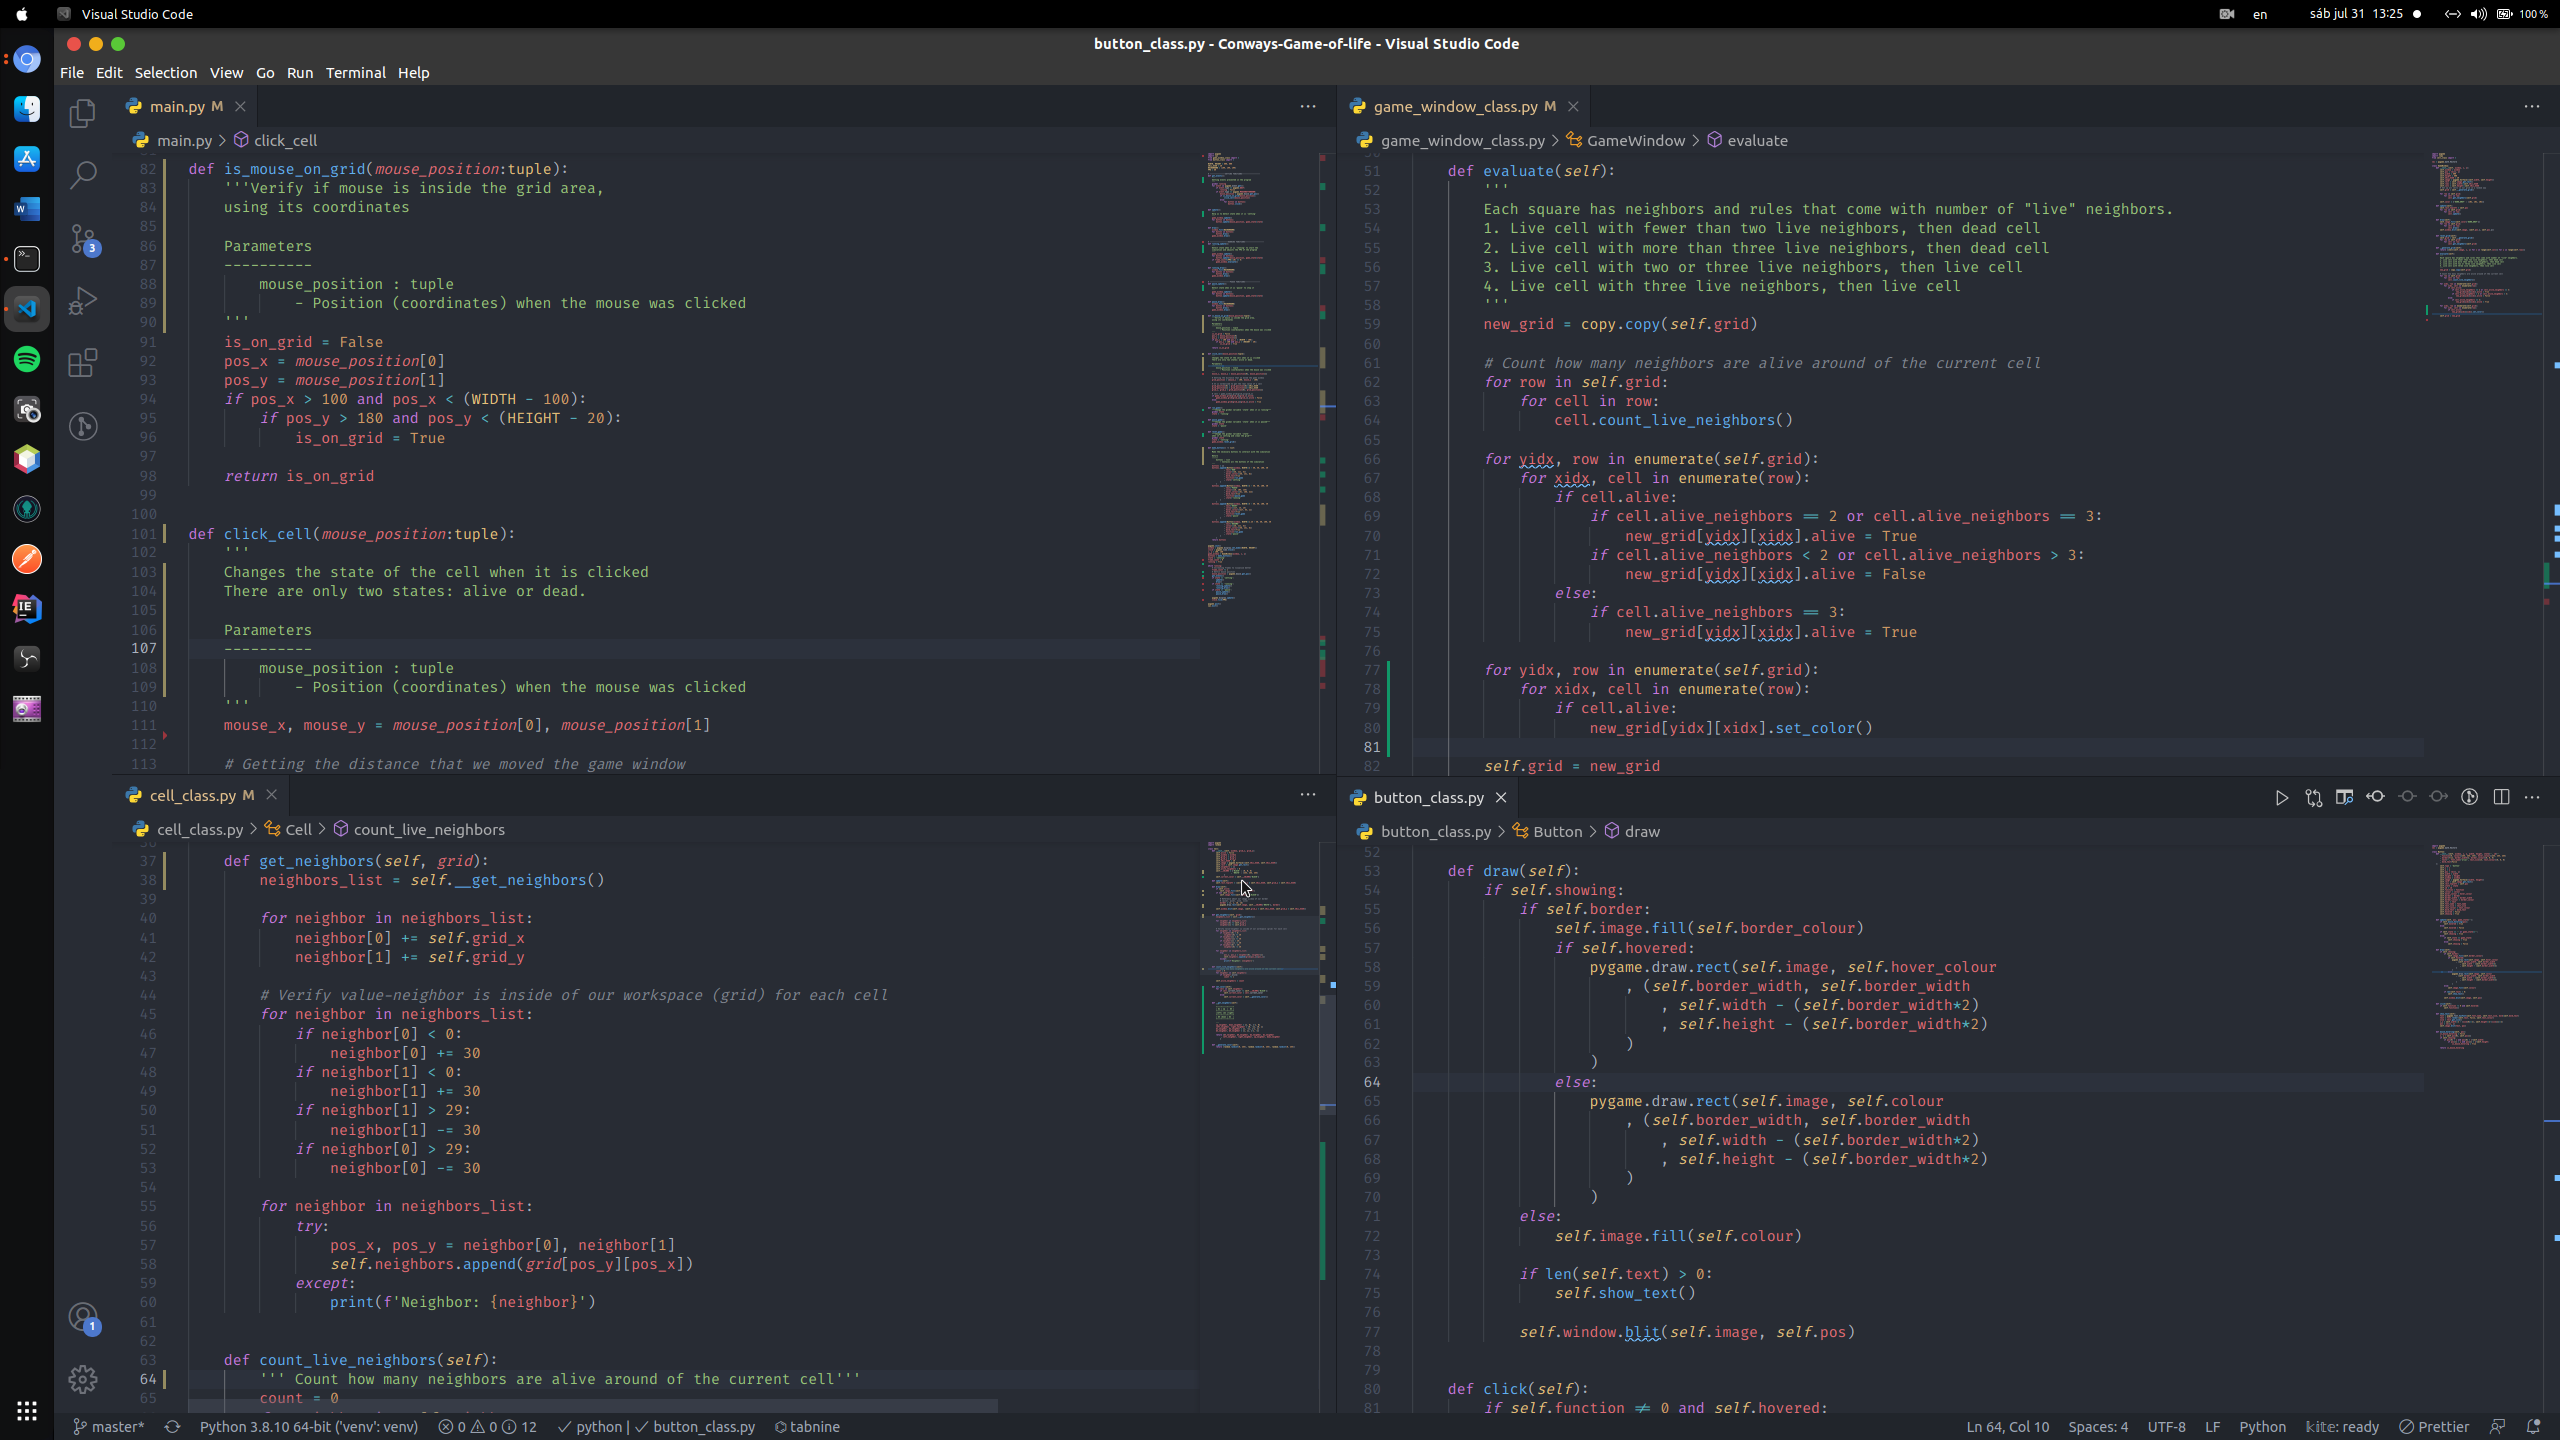 Visual Studio Code
en
sáb jul 31 13:25
100 %
button_class.py - Conways-Game-of-life - Visual Studio Code
File Edit Selection View Go Run Terminal Help
main.py M
main.py > click_cell
82 def is_mouse_on_grid(mouse_position:tuple):
83 '''Verify if mouse is inside the grid area,
84 using its coordinates
85
86 Parameters
87 ----------
88 mouse_position : tuple
89 - Position (coordinates) when the mouse was clicked
90 '''
91 is_on_grid = False
92 pos_x = mouse_position[0]
93 pos_y = mouse_position[1]
94 if pos_x > 100 and pos_x < (WIDTH - 100):
95 if pos_y > 180 and pos_y < (HEIGHT - 20):
96 is_on_grid = True
97
98 return is_on_grid
99
100
101 def click_cell(mouse_position:tuple):
102 '''
103 Changes the state of the cell when it is clicked
104 There are only two states: alive or dead.
105
106 Parameters
107 ----------
108 mouse_position : tuple
109 - Position (coordinates) when the mouse was clicked
110 '''
111 mouse_x, mouse_y = mouse_position[0], mouse_position[1]
112
113 # Getting the distance that we moved the game window
game_window_class.py M
game_window_class.py > GameWindow > evaluate
51 def evaluate(self):
52 '''
53 Each square has neighbors and rules that come with number of "live" neighbors.
54 1. Live cell with fewer than two live neighbors, then dead cell
55 2. Live cell with more than three live neighbors, then dead cell
56 3. Live cell with two or three live neighbors, then live cell
57 4. Live cell with three live neighbors, then live cell
58 '''
59 new_grid = copy.copy(self.grid)
60
61 # Count how many neighbors are alive around of the current cell
62 for row in self.grid:
63 for cell in row:
64 cell.count_live_neighbors()
65
66 for yidx, row in enumerate(self.grid):
67 for xidx, cell in enumerate(row):
68 if cell.alive:
69 if cell.alive_neighbors == 2 or cell.alive_neighbors == 3:
70 new_grid[yidx][xidx].alive = True
71 if cell.alive_neighbors < 2 or cell.alive_neighbors > 3:
72 new_grid[yidx][xidx].alive = False
73 else:
74 if cell.alive_neighbors == 3:
75 new_grid[yidx][xidx].alive = True
76
77 for yidx, row in enumerate(self.grid):
78 for xidx, cell in enumerate(row):
79 if cell.alive:
80 new_grid[yidx][xidx].set_color()
81
82 self.grid = new_grid
cell_class.py M
cell_class.py > Cell > count_live_neighbors
37 def get_neighbors(self, grid):
38 neighbors_list = self.__get_neighbors()
39
40 for neighbor in neighbors_list:
41 neighbor[0] += self.grid_x
42 neighbor[1] += self.grid_y
43
44 # Verify value-neighbor is inside of our workspace (grid) for each cell
45 for neighbor in neighbors_list:
46 if neighbor[0] < 0:
47 neighbor[0] += 30
48 if neighbor[1] < 0:
49 neighbor[1] += 30
50 if neighbor[1] > 29:
51 neighbor[1] -= 30
52 if neighbor[0] > 29:
53 neighbor[0] -= 30
54
55 for neighbor in neighbors_list:
56 try:
57 pos_x, pos_y = neighbor[0], neighbor[1]
58 self.neighbors.append(grid[pos_y][pos_x])
59 except:
60 print(f'Neighbor: {neighbor}')
61
62
63 def count_live_neighbors(self):
64 ''' Count how many neighbors are alive around of the current cell'''
65 count = 0
button_class.py
button_class.py > Button > draw
52
53 def draw(self):
54 if self.showing:
55 if self.border:
56 self.image.fill(self.border_colour)
57 if self.hovered:
58 pygame.draw.rect(self.image, self.hover_colour
59 , (self.border_width, self.border_width
60 , self.width - (self.border_width*2)
61 , self.height - (self.border_width*2)
62 )
63 )
64 else:
65 pygame.draw.rect(self.image, self.colour
66 , (self.border_width, self.border_width
67 , self.width - (self.border_width*2)
68 , self.height - (self.border_width*2)
69 )
70 )
71 else:
72 self.image.fill(self.colour)
73
74 if len(self.text) > 0:
75 self.show_text()
76
77 self.window.blit(self.image, self.pos)
78
79
80 def click(self):
81 if self.function != 0 and self.hovered:
3
1
master* Python 3.8.10 64-bit ('venv': venv) 0 0 12 python | button_class.py tabnine
Ln 64, Col 10 Spaces: 4 UTF-8 LF Python kite: ready Prettier